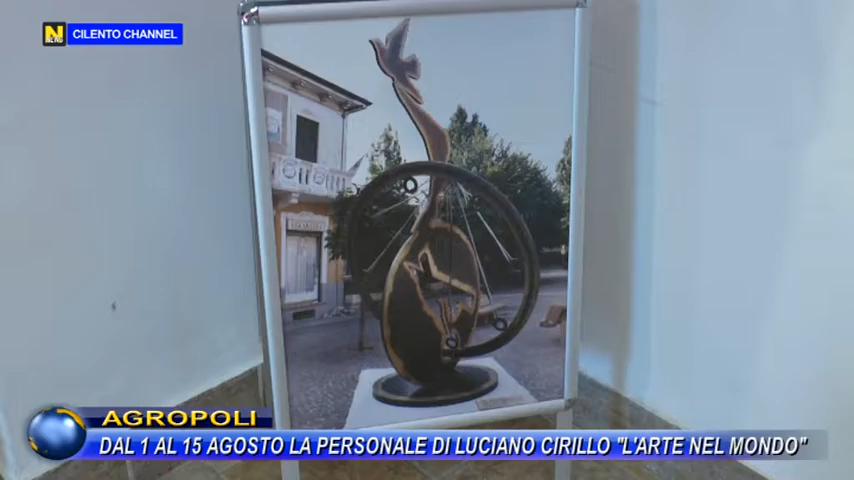 CILENTO CHANNEL
AGROPOLI
DAL 1 AL 15 AGOSTO LA PERSONALE DI LUCIANO CIRILLO "L'ARTE NEL MONDO"